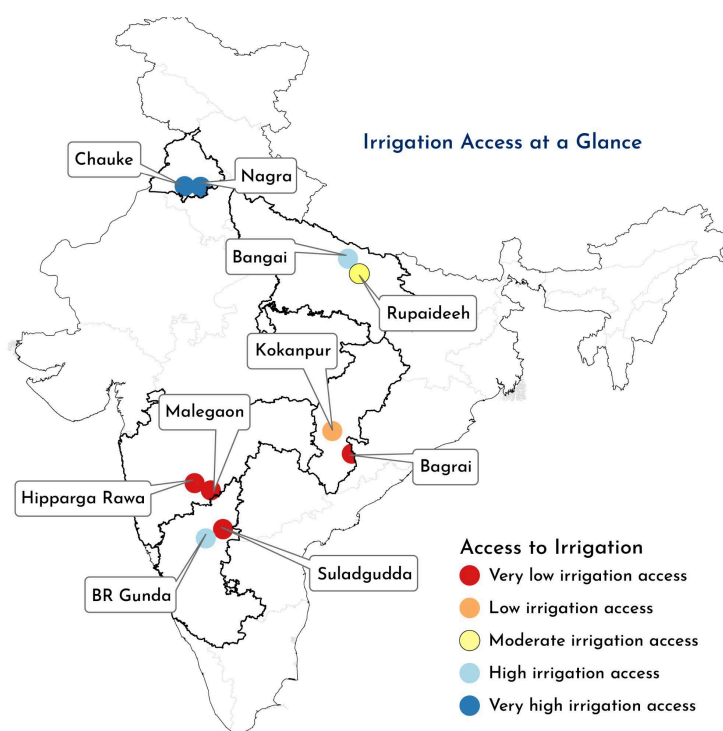 Irrigation Access at a Glance
Chauke
Nagra
Bangai
Rupaideeh
Kokanpur
Malegaon
Bagrai
Hipparga Rawa
Suladgudda
BR Gunda
Access to Irrigation
Very low irrigation access
Low irrigation access
Moderate irrigation access
High irrigation access
Very high irrigation access